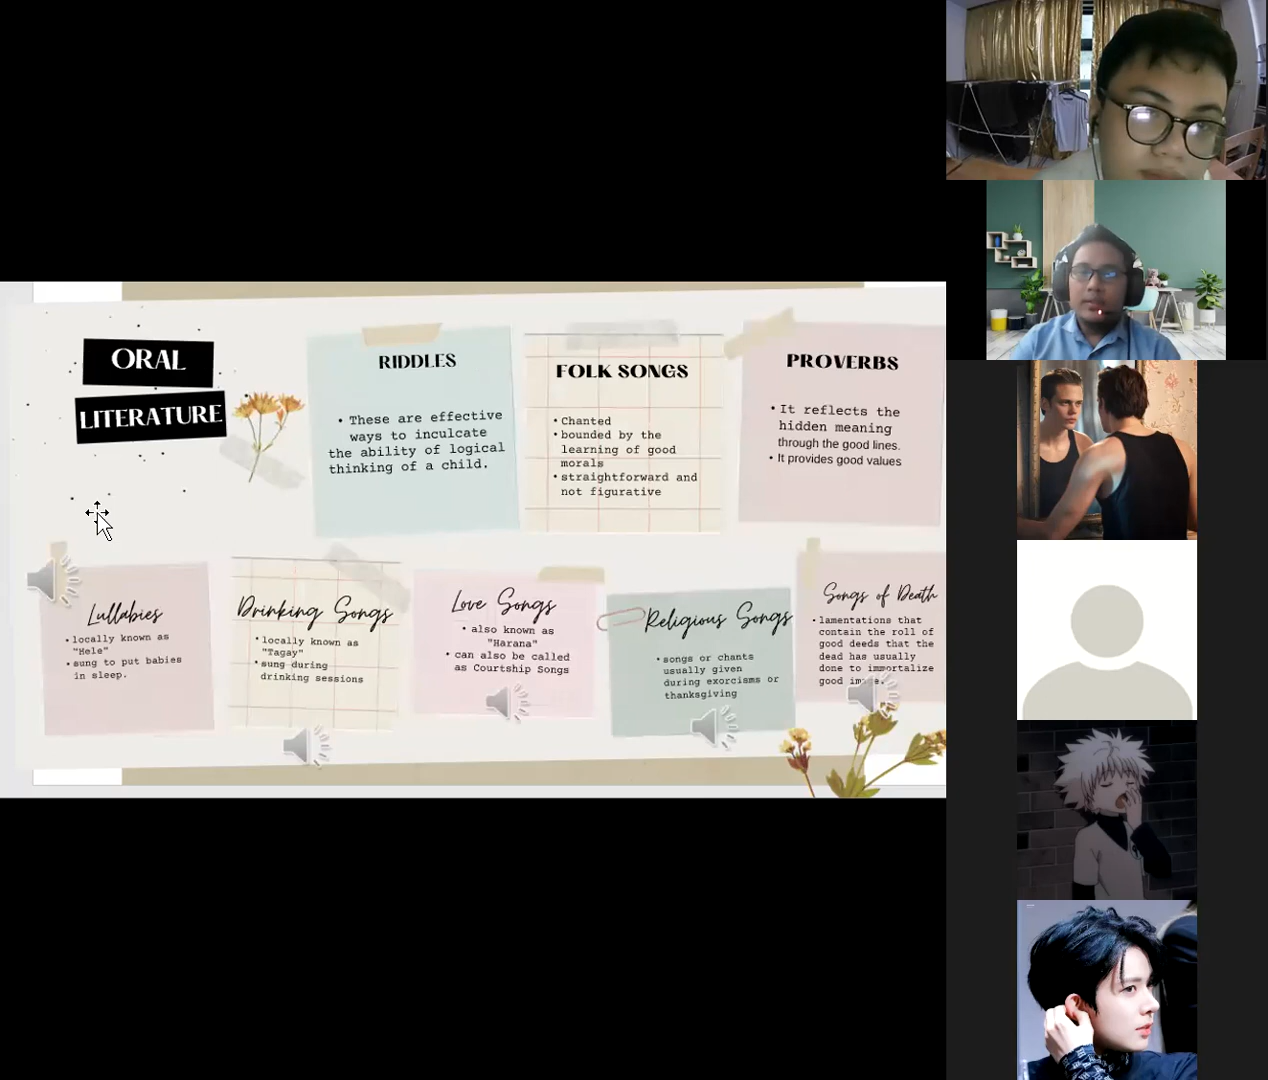 ORAL
LITERATURE
RIDDLES
• These are effective
ways to inculcate
the ability of logical
thinking of a child.
FOLK SONGS
• Chanted
• bounded by the
learning of good
morals
• straightforward and
not figurative
PROVERBS
• It reflects the
hidden meaning
through the good lines.
• It provides good values
Lullabies
• locally known as
"Hele"
• sung to put babies
in sleep.
Drinking Songs
• locally known as
"Tagay"
• sung during
drinking sessions
Love Songs
• also known as
"Harana"
• can also be called
as Courtship Songs
Religious Songs
• songs or chants
usually given
during exorcisms or
thanksgiving
Songs of Death
• lamentations that
contain the roll of
good deeds that the
dead has usually
done to immortalize
good